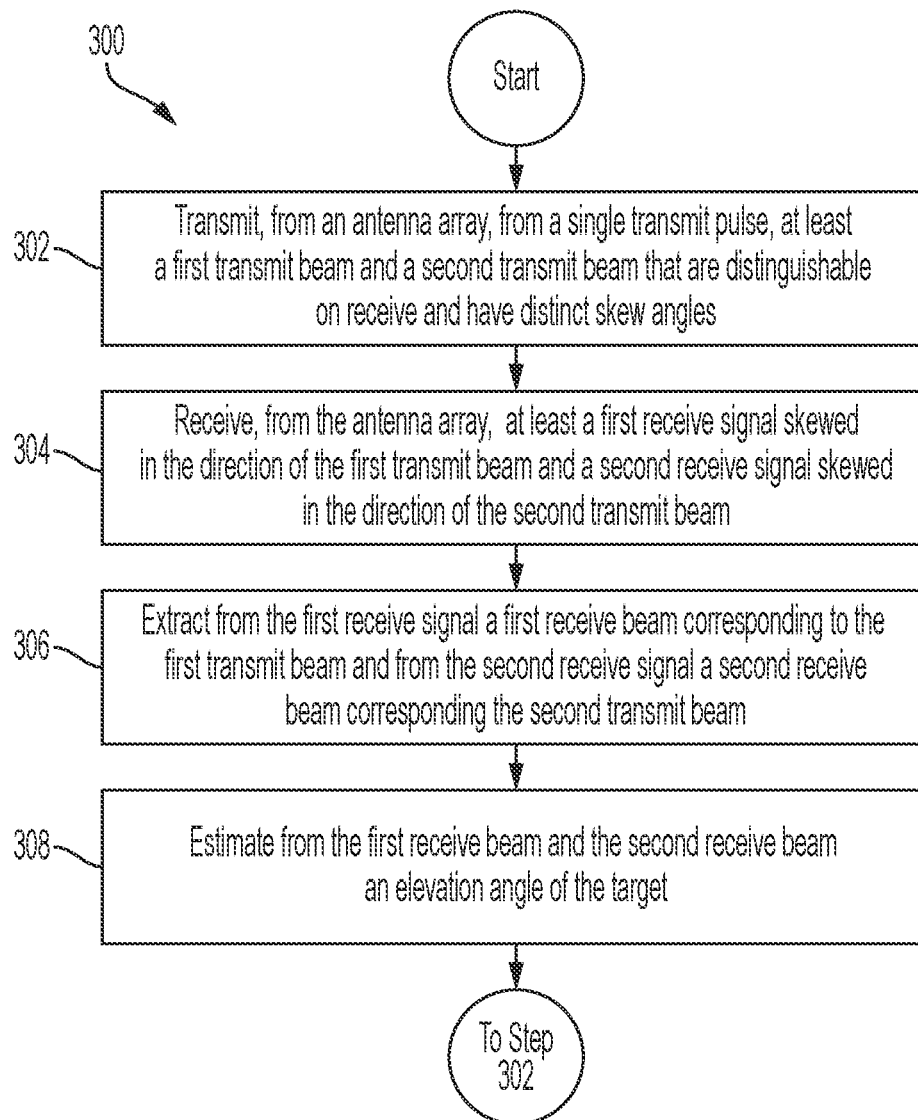 300
Start
302
Transmit, from an antenna array, from a single transmit pulse, at least
a first transmit beam and a second transmit beam that are distinguishable
on receive and have distinct skew angles
304
Receive, from the antenna array, at least a first receive signal skewed
in the direction of the first transmit beam and a second receive signal skewed
in the direction of the second transmit beam
306
Extract from the first receive signal a first receive beam corresponding to the
first transmit beam and from the second receive signal a second receive
beam corresponding the second transmit beam
308
Estimate from the first receive beam and the second receive beam
an elevation angle of the target
To Step
302